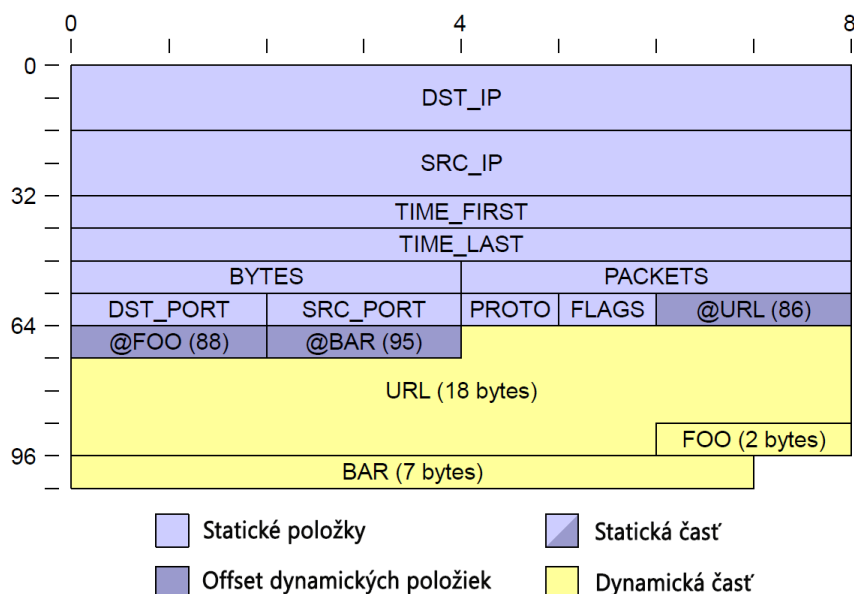 0 4 8
0
DST_IP
SRC_IP
32
TIME_FIRST
TIME_LAST
BYTES PACKETS
DST_PORT SRC_PORT PROTO FLAGS @URL (86)
64
@FOO (88) @BAR (95)
URL (18 bytes)
FOO (2 bytes)
96
BAR (7 bytes)
Statické položky Statická časť
Offset dynamických položiek Dynamická časť